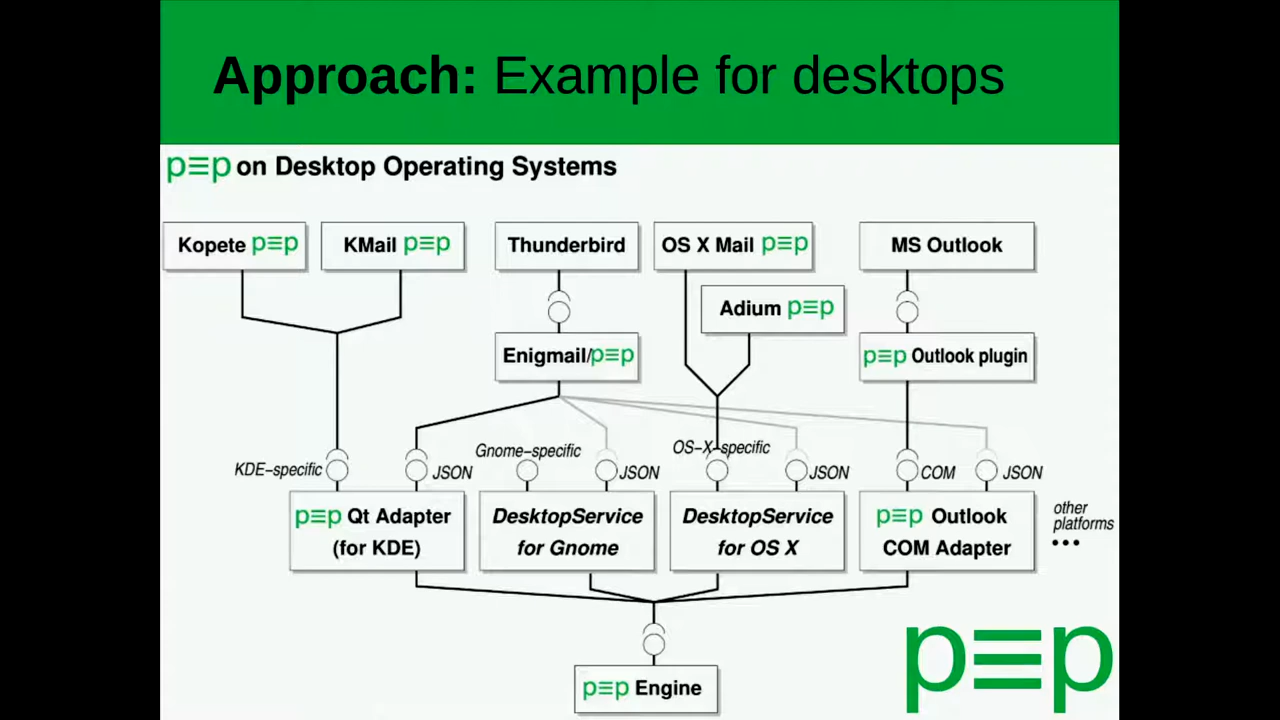 Approach: Example for desktops
p≡p on Desktop Operating Systems
Kopete p≡p
KMail p≡p
Thunderbird
OS X Mail p≡p
MS Outlook
Adium p≡p
Enigmail/p≡p
p≡p Outlook plugin
Gnome-specific
OS-X-specific
KDE-specific
JSON
JSON
JSON
COM
JSON
p≡p Qt Adapter
(for KDE)
DesktopService
for Gnome
DesktopService
for OS X
p≡p Outlook
COM Adapter
other
platforms
•••
p≡p Engine
p≡p